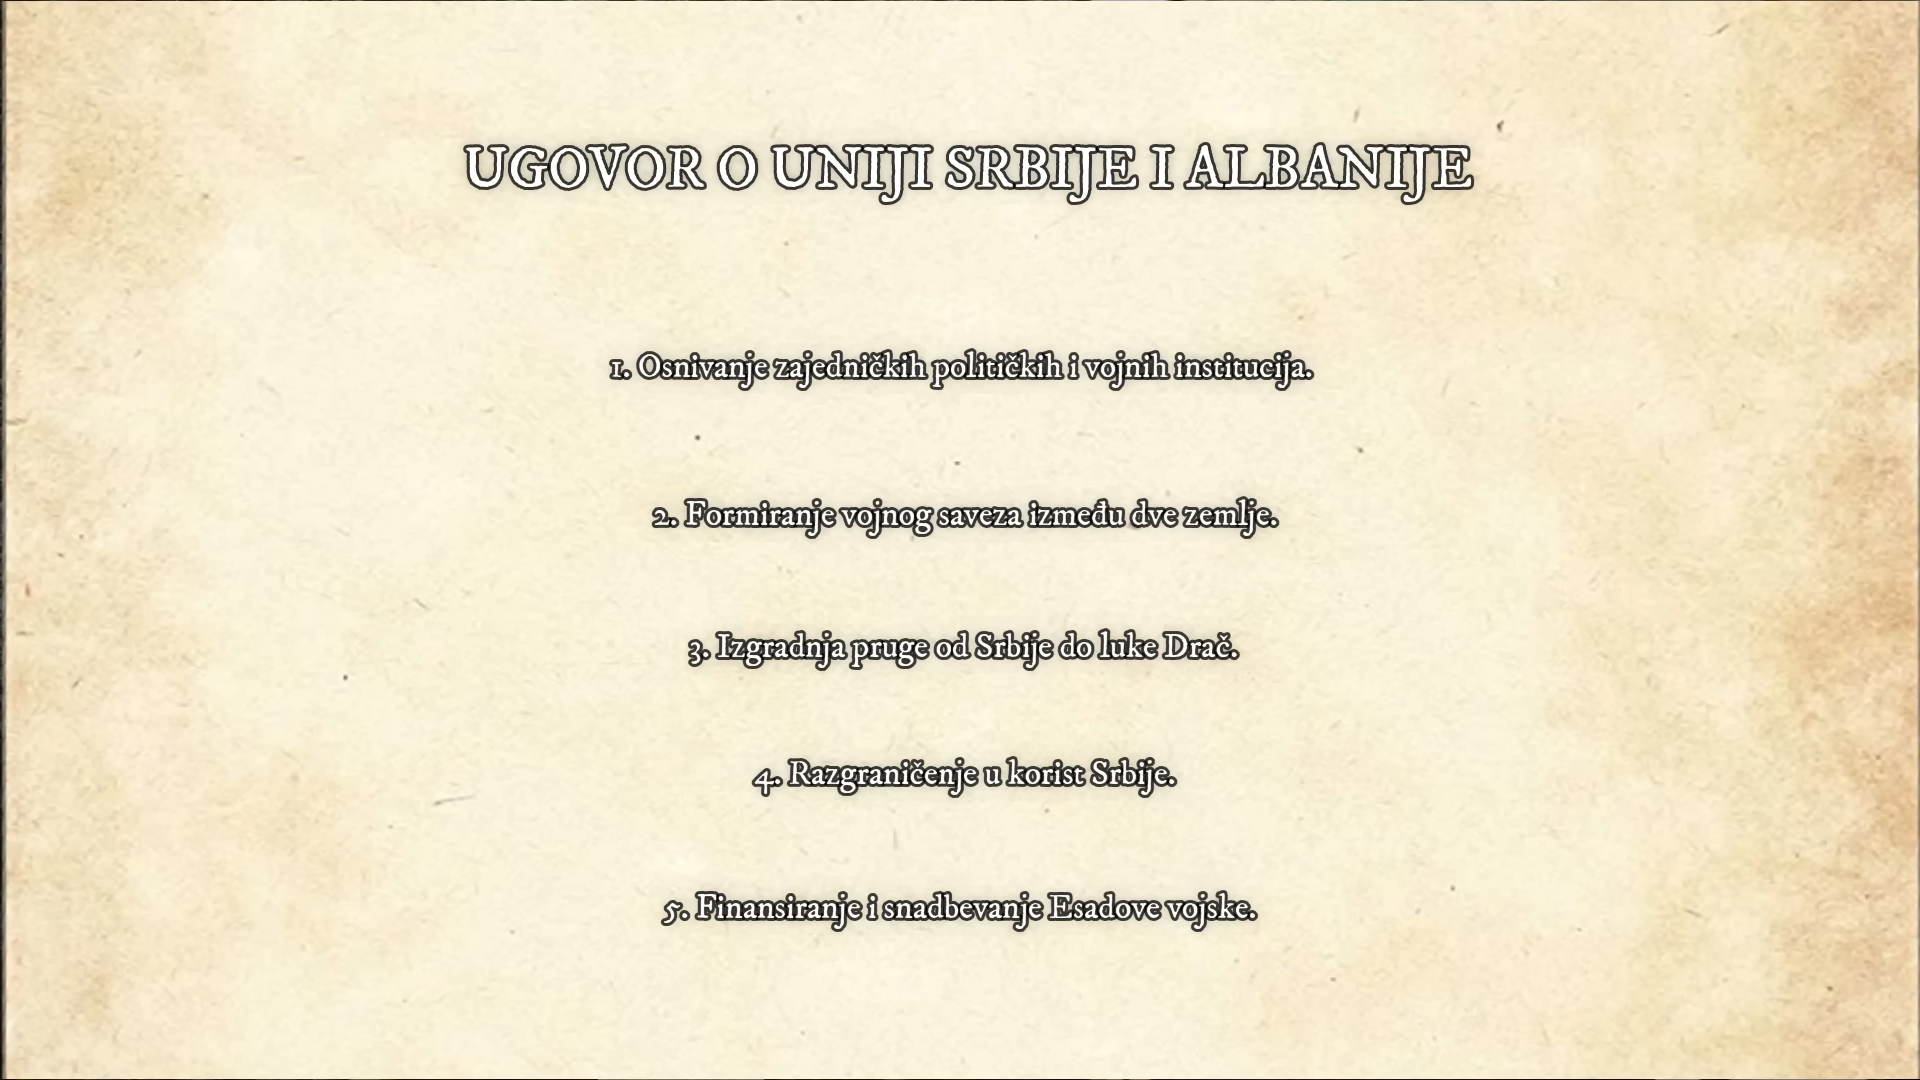 UGOVOR O UNIJI SRBIJE I ALBANIJE
1. Osnivanje zajedničkih političkih i vojnih institucija.
2. Formiranje vojnog saveza između dve zemlje.
3. Izgradnja pruge od Srbije do luke Drač.
4. Razgraničenje u korist Srbije.
5. Finansiranje i snadbevanje Esadove vojske.